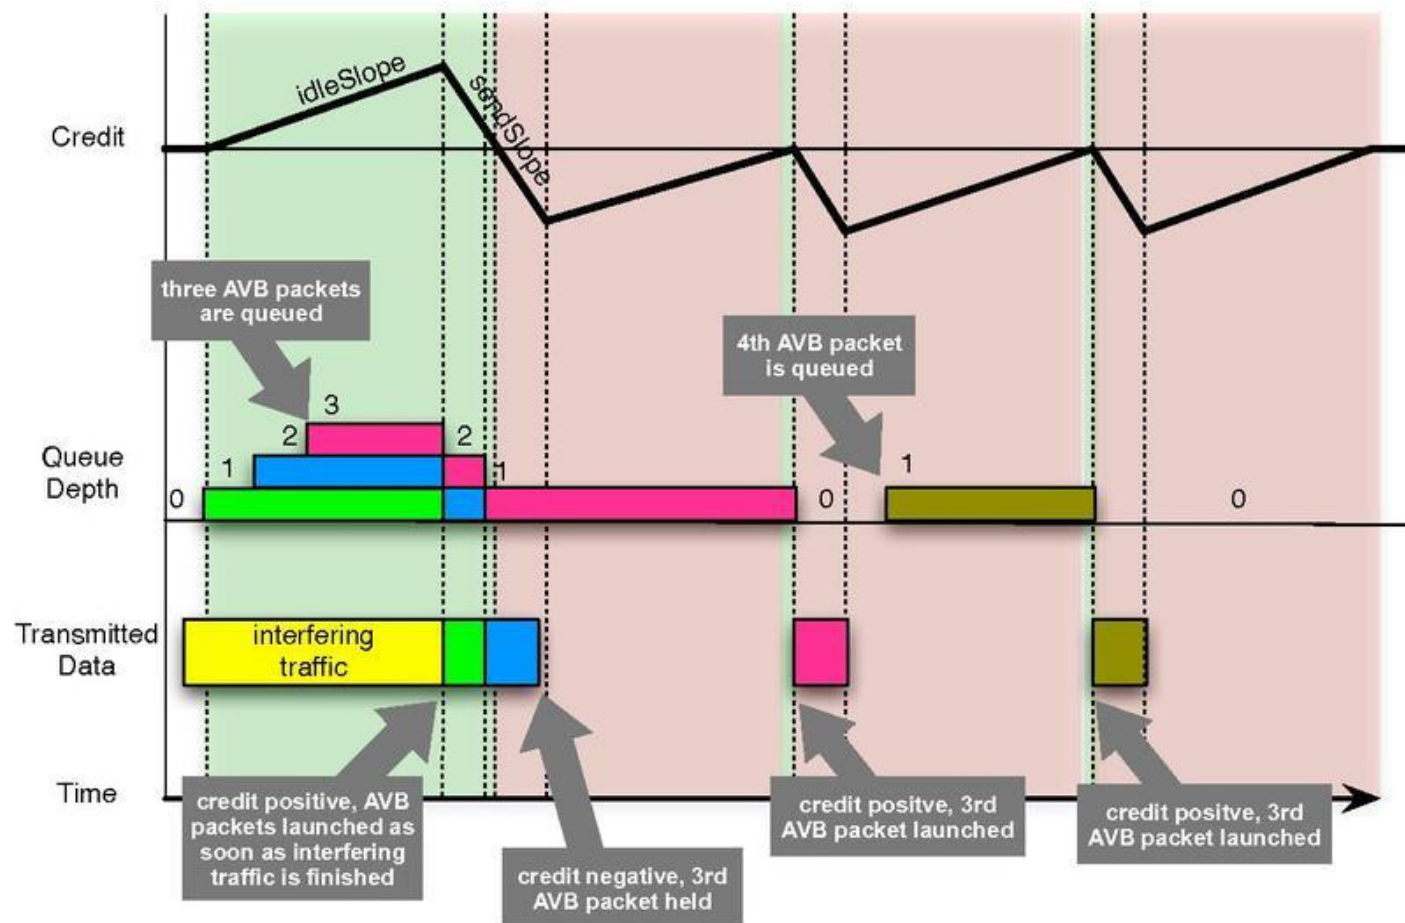 idleSlope
sendSlope
Credit
three AVB packets
are queued
4th AVB packet
is queued
3
2
2
1
1
1
Queue
Depth
0
0
0
Transmitted
Data
interfering
traffic
Time
credit positive, AVB
packets launched as
soon as interfering
traffic is finished
credit negative, 3rd
AVB packet held
credit positve, 3rd
AVB packet launched
credit positve, 3rd
AVB packet launched